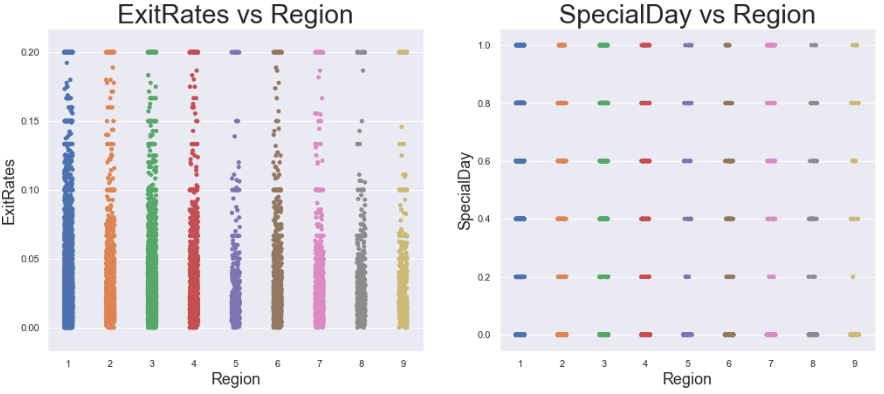 ExitRates vs Region
0.20
0.15
0.10
0.05
0.00
ExitRates
1 2 3 4 5 6 7 8 9
Region
SpecialDay vs Region
1.0
0.8
0.6
0.4
0.2
0.0
SpecialDay
1 2 3 4 5 6 7 8 9
Region